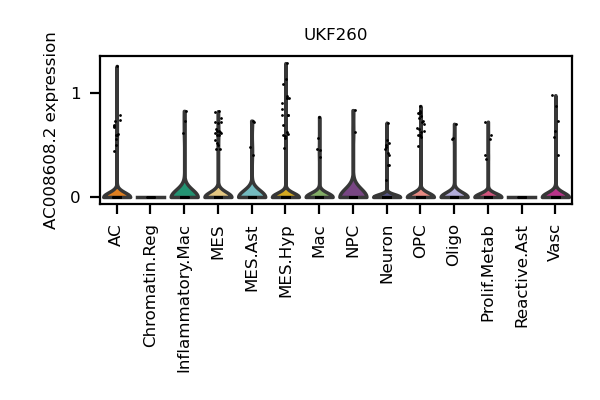 UKF260
AC008608.2 expression
1
0
AC
Chromatin.Reg
Inflammatory.Mac
MES
MES.Ast
MES.Hyp
Mac
NPC
Neuron
OPC
Oligo
Prolif.Metab
Reactive.Ast
Vasc